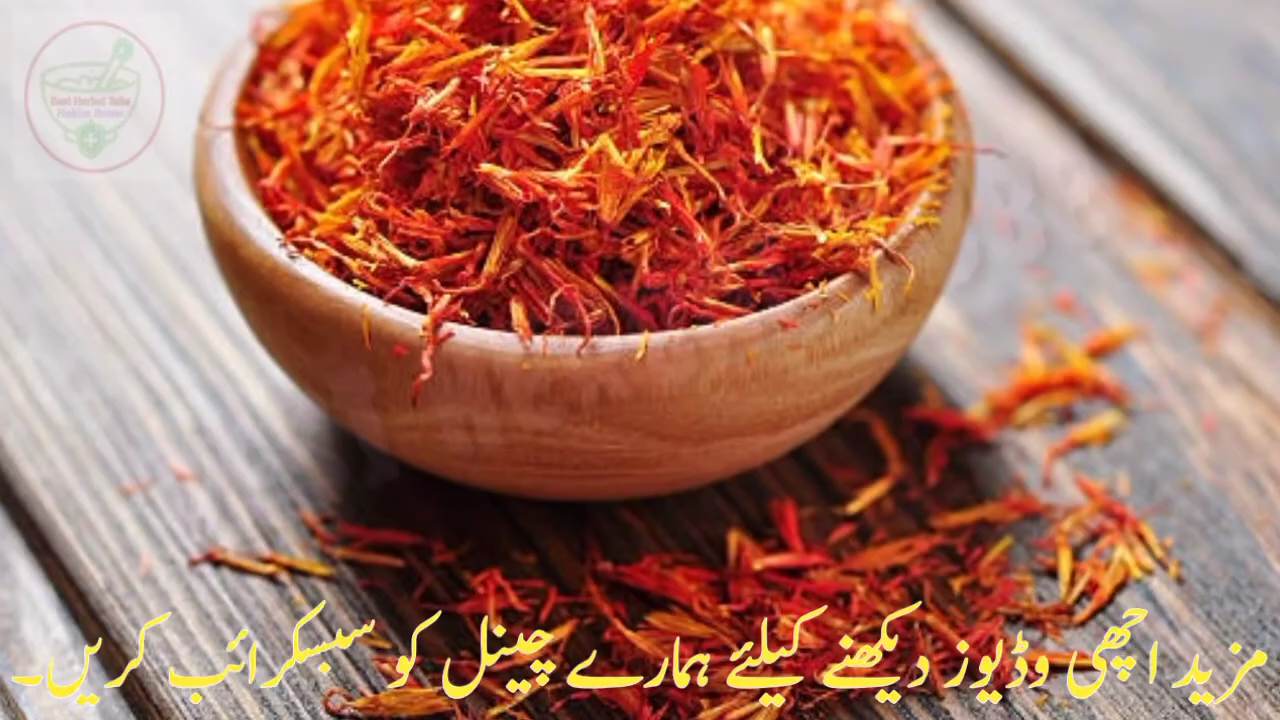 مزید اچھی وڈیوز دیکھنے کیلئے ہمارے چینل کو سبسکرائب کریں۔